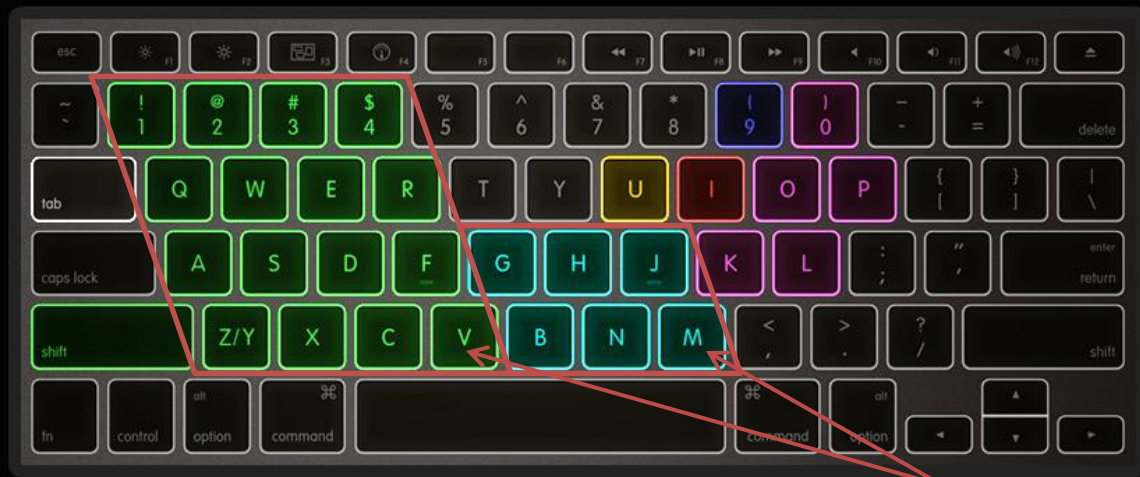 esc F1 F2 F3 F4 F5 F6 F7 F8 F9 F10 F11 F12
~ ! @ # $ % ^ & * ( ) _ +
` 1 2 3 4 5 6 7 8 9 0 - = delete
tab Q W E R T Y U I O P { [ } ] | \
caps lock A S D F G H J K L : ; " ' enter return
shift Z/Y X C V B N M < , > . ? / shift
fn control alt option ⌘ command ⌘ command alt option